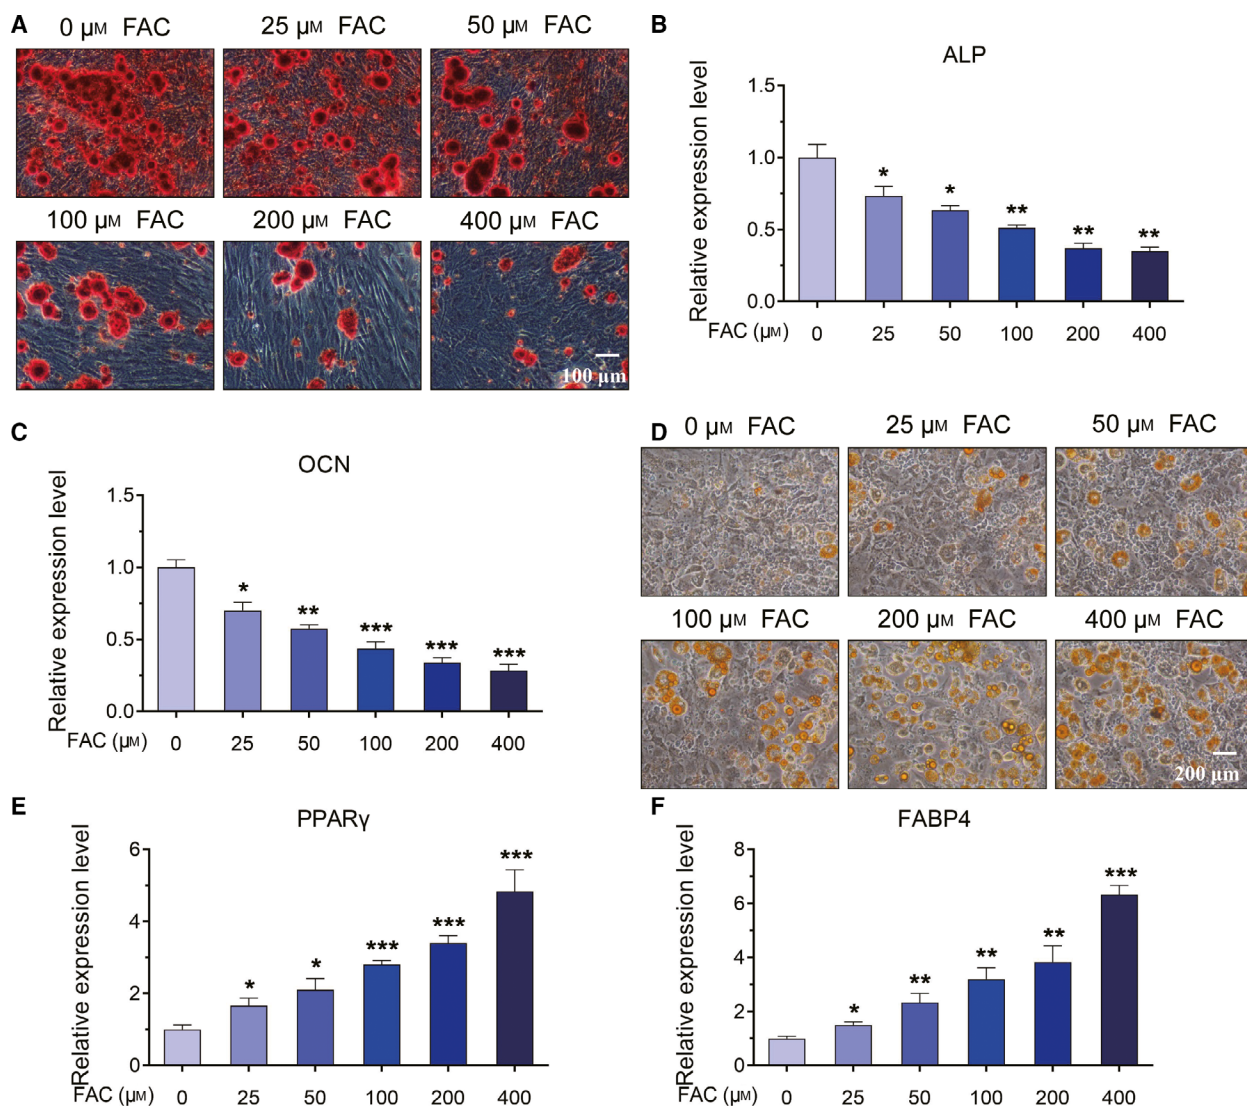 A
0 μM FAC 25 μM FAC 50 μM FAC
100 μM FAC 200 μM FAC 400 μM FAC
100 μm
B
ALP
Relative expression level
1.5
1.0
0.5
0.0
* * ** ** **
FAC (μM) 0 25 50 100 200 400
C
OCN
Relative expression level
1.5
1.0
0.5
0.0
* ** *** *** ***
FAC (μM) 0 25 50 100 200 400
D
0 μM FAC 25 μM FAC 50 μM FAC
100 μM FAC 200 μM FAC 400 μM FAC
200 μm
E
PPARγ
Relative expression level
6
4
2
0
* * *** *** ***
FAC (μM) 0 25 50 100 200 400
F
FABP4
Relative expression level
8
6
4
2
0
* ** ** ** ***
FAC (μM) 0 25 50 100 200 400